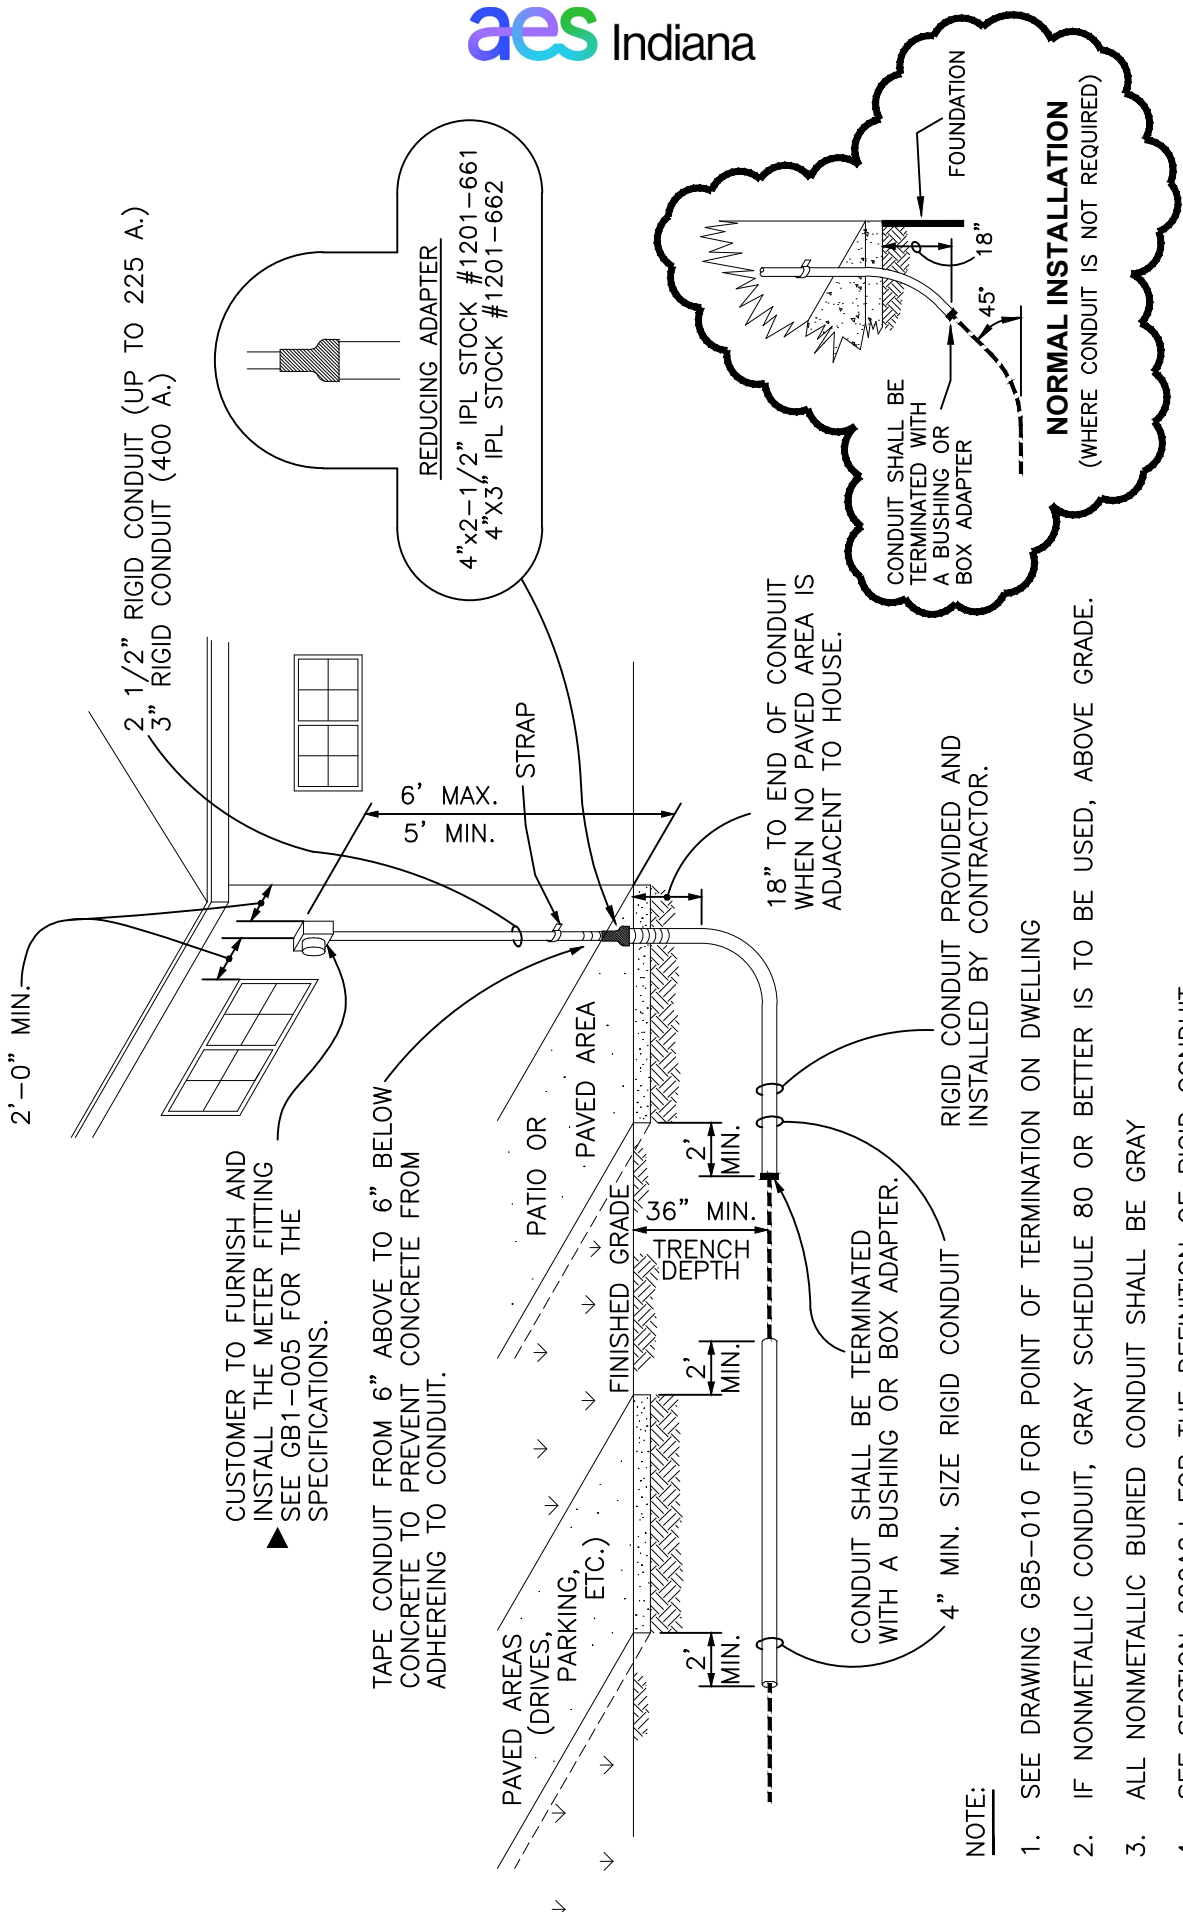 aes Indiana
2'-0" MIN.
2 1/2" RIGID CONDUIT (UP TO 225 A.)
3" RIGID CONDUIT (400 A.)
REDUCING ADAPTER
4"x2-1/2" IPL STOCK #1201-661
4"x3" IPL STOCK #1201-662
CUSTOMER TO FURNISH AND
INSTALL THE METER FITTING
SEE GB1-005 FOR THE
SPECIFICATIONS.
6' MAX.
5' MIN.
STRAP
TAPE CONDUIT FROM 6" ABOVE TO 6" BELOW
CONCRETE TO PREVENT CONCRETE FROM
ADHEREING TO CONDUIT.
PATIO OR
PAVED AREA
PAVED AREAS
(DRIVES,
PARKING,
ETC.)
FINISHED GRADE
2'
MIN.
2'
MIN.
36" MIN.
TRENCH
DEPTH
2'
MIN.
18" TO END OF CONDUIT
WHEN NO PAVED AREA IS
ADJACENT TO HOUSE.
CONDUIT SHALL BE TERMINATED
WITH A BUSHING OR BOX ADAPTER.
4" MIN. SIZE RIGID CONDUIT
RIGID CONDUIT PROVIDED AND
INSTALLED BY CONTRACTOR.
FOUNDATION
18"
45°
CONDUIT SHALL BE
TERMINATED WITH
A BUSHING OR
BOX ADAPTER
NORMAL INSTALLATION
(WHERE CONDUIT IS NOT REQUIRED)
NOTE:
1. SEE DRAWING GB5-010 FOR POINT OF TERMINATION ON DWELLING
2. IF NONMETALLIC CONDUIT, GRAY SCHEDULE 80 OR BETTER IS TO BE USED, ABOVE GRADE.
3. ALL NONMETALLIC BURIED CONDUIT SHALL BE GRAY
SEE SECTION FOR THE DEFINITION OF RIGID CONDUIT